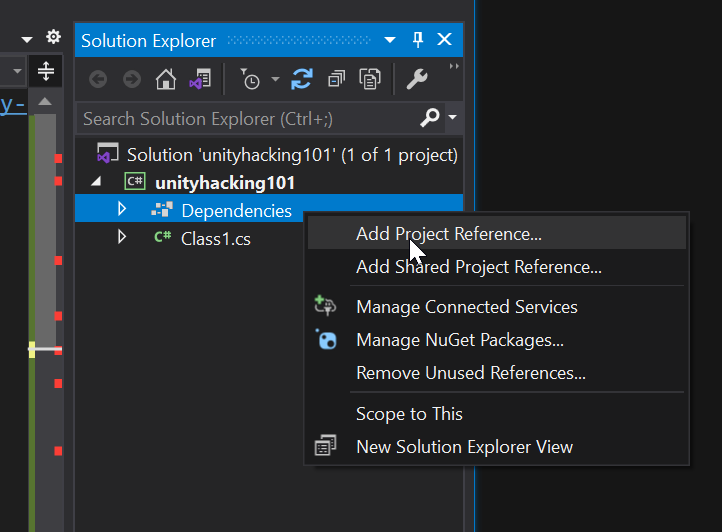 Solution Explorer
y-
Search Solution Explorer (Ctrl+;)
Solution 'unityhacking101' (1 of 1 project)
C# unityhacking101
Dependencies
C# Class1.cs
Add Project Reference...
Add Shared Project Reference...
Manage Connected Services
Manage NuGet Packages...
Remove Unused References...
Scope to This
New Solution Explorer View